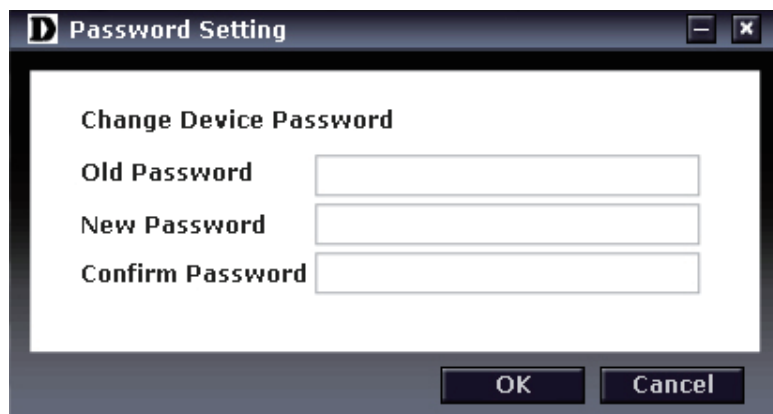 D Password Setting
Change Device Password
Old Password
New Password
Confirm Password
OK Cancel